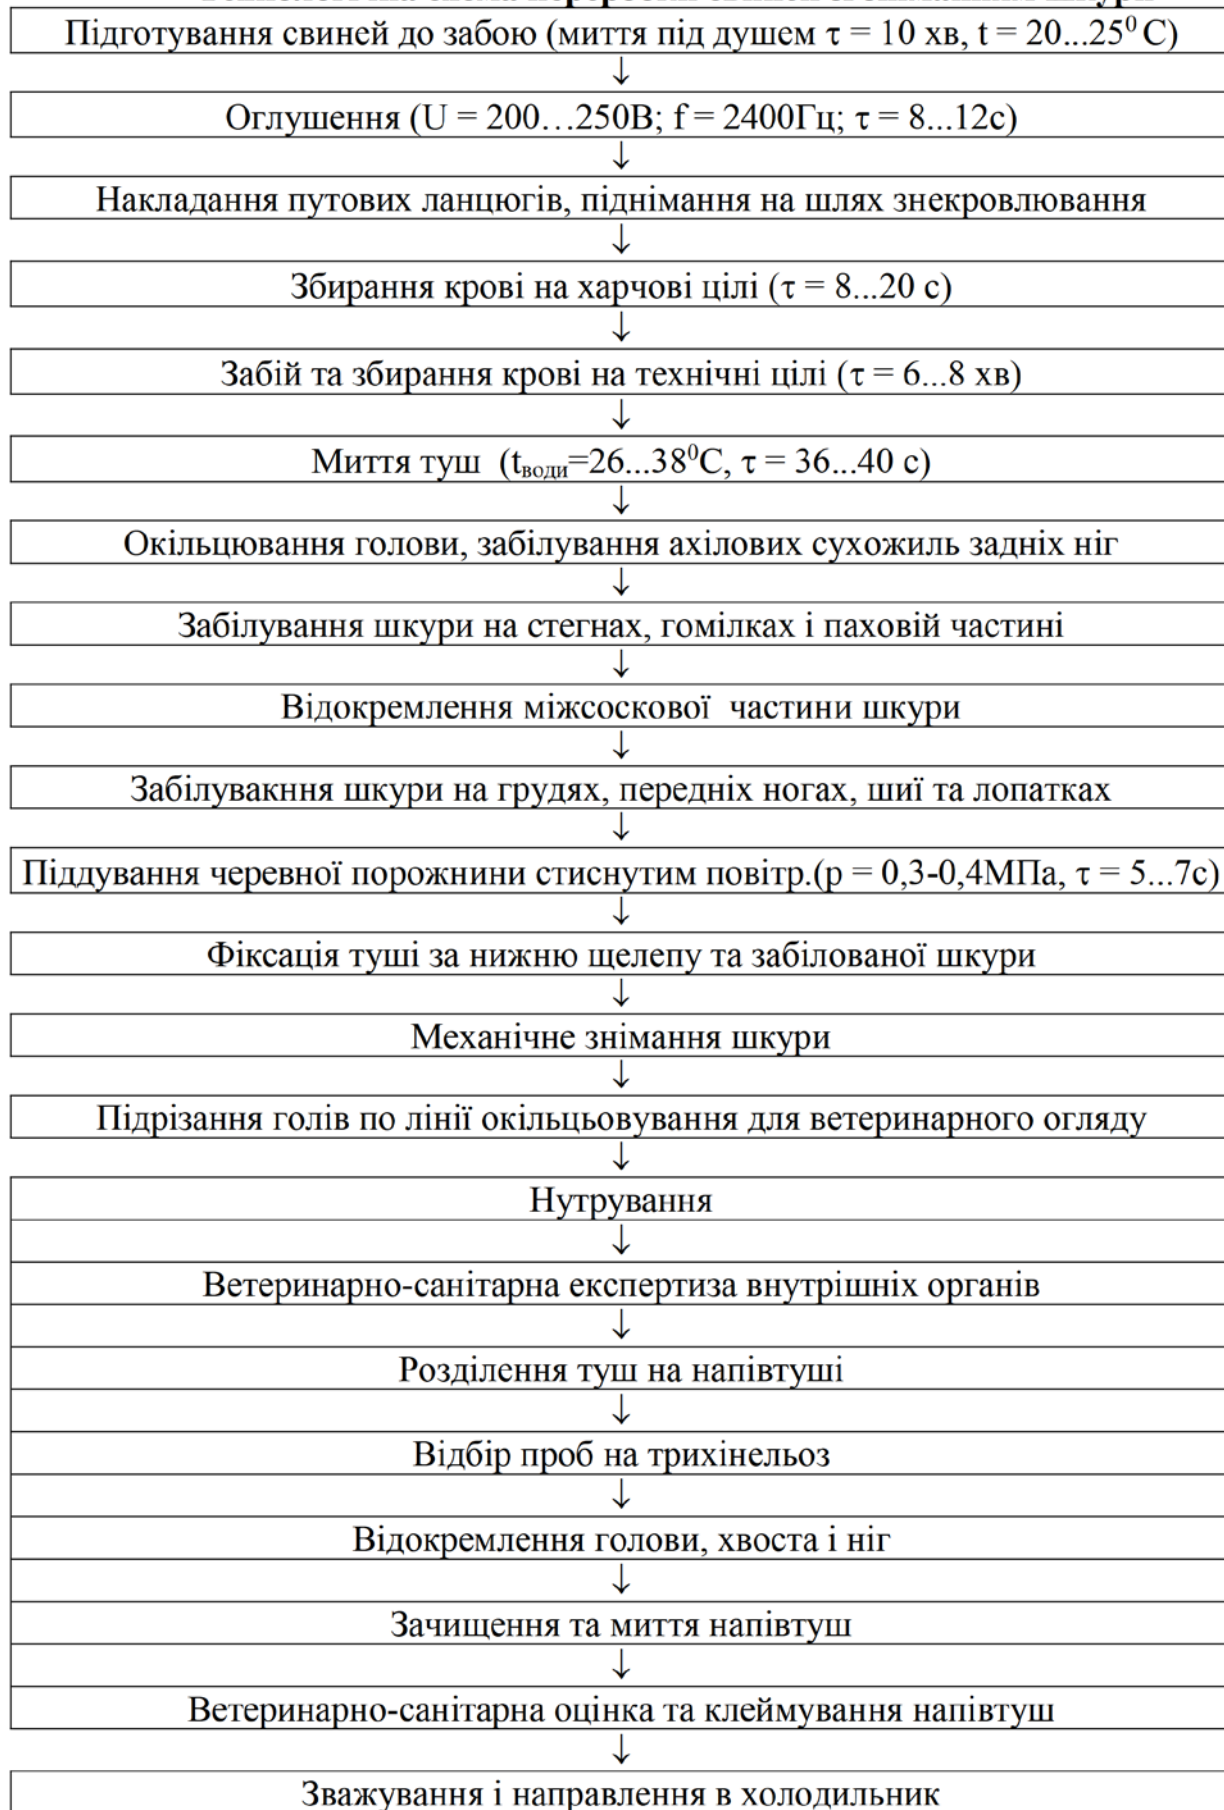 Підготування свиней до забою (миття під душем τ = 10 хв, t = 20...25⁰ С)
↓
Оглушення (U = 200...250В; f = 2400Гц; τ = 8...12с)
↓
Накладання путових ланцюгів, піднімання на шлях знекровлювання
↓
Збирання крові на харчові цілі (τ = 8...20 с)
↓
Забій та збирання крові на технічні цілі (τ = 6...8 хв)
↓
Миття туш (tводи=26...38⁰С, τ = 36...40 с)
↓
Окільцювання голови, забілування ахілових сухожиль задніх ніг
↓
Забілування шкури на стегнах, гомілках і паховій частині
↓
Відокремлення міжсоскової частини шкури
↓
Забілувакння шкури на грудях, передніх ногах, шиї та лопатках
↓
Піддування черевної порожнини стиснутим повітр.(р = 0,3-0,4МПа, τ = 5...7с)
↓
Фіксація туші за нижню щелепу та забілованої шкури
↓
Механічне знімання шкури
↓
Підрізання голів по лінії окільцьовування для ветеринарного огляду
↓
Нутрування
↓
Ветеринарно-санітарна експертиза внутрішніх органів
↓
Розділення туш на напівтуші
↓
Відбір проб на трихінельоз
↓
Відокремлення голови, хвоста і ніг
↓
Зачищення та миття напівтуш
↓
Ветеринарно-санітарна оцінка та клеймування напівтуш
↓
Зважування і направлення в холодильник